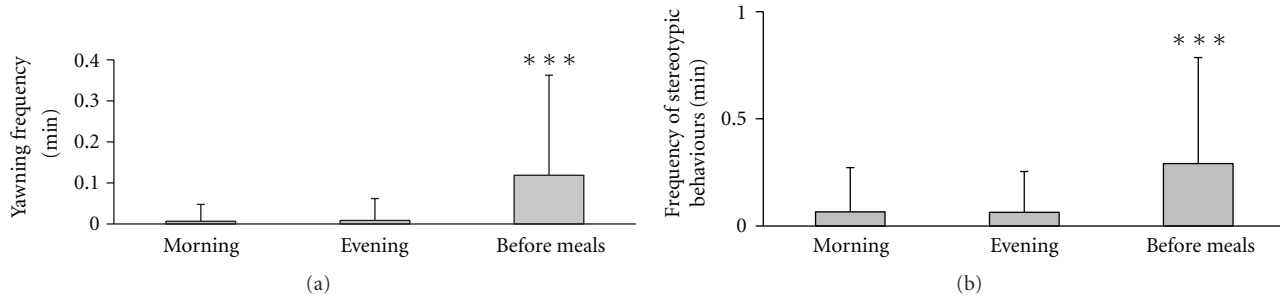 Yawning frequency
(min)
0.4
0.3
0.2
0.1
0
***
Morning
Evening
Before meals
(a)
Frequency of stereotypic
behaviours (min)
1
0.5
0
***
Morning
Evening
Before meals
(b)